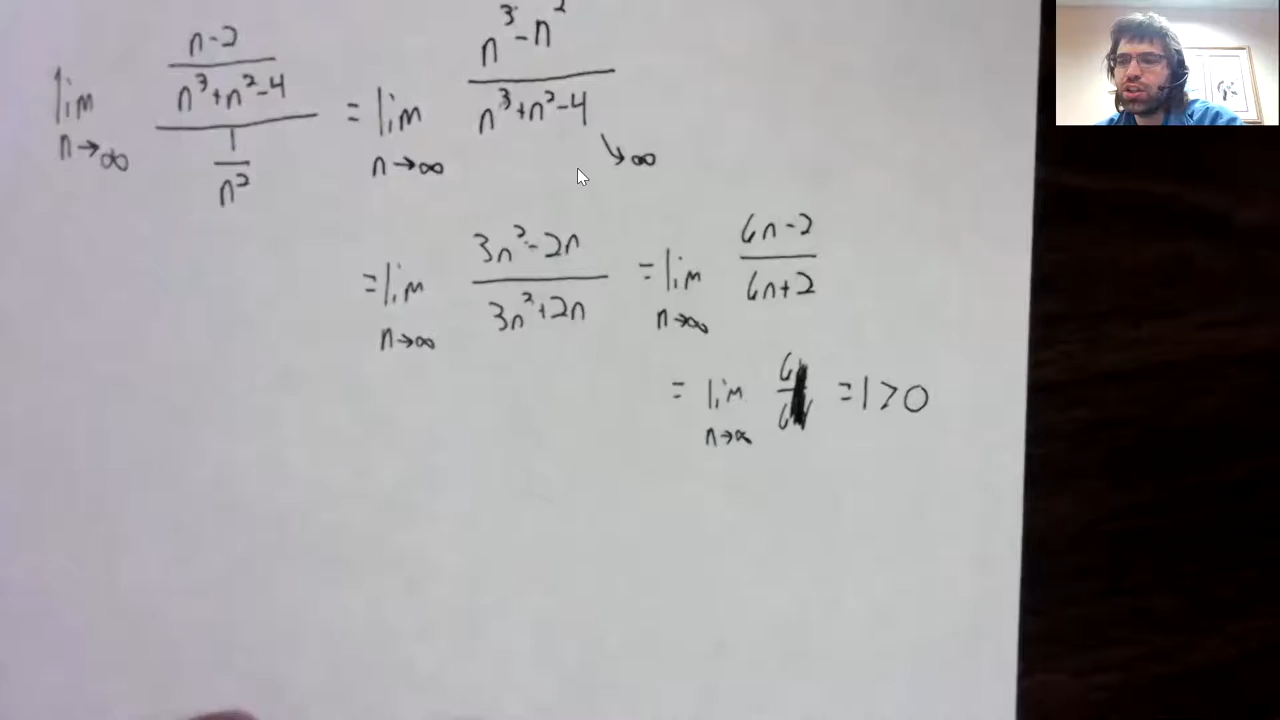 lim n→∞ (n-2)/(n³+n²-4) / (1/n²) = lim n→∞ (n³-n²)/(n³+n²-4) ↘∞
= lim n→∞ (3n²-2n)/(3n²+2n) = lim n→∞ (6n-2)/(6n+2)
= lim n→∞ 6/6 = 1 > 0